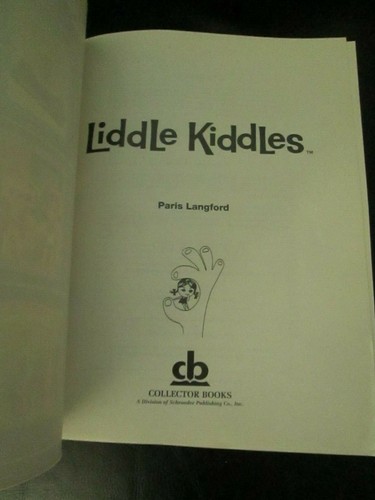 Liddle Kiddles™
Paris Langford
cb
COLLECTOR BOOKS
A Division of Schroeder Publishing Co., Inc.